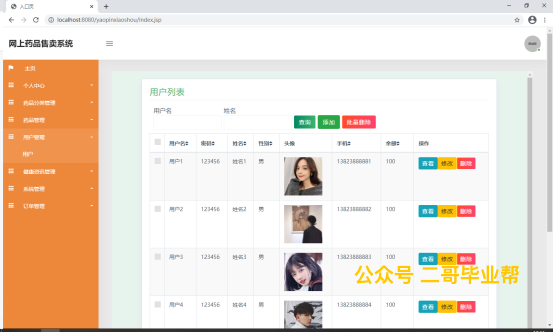 入口页
localhost:8080/yaopinxiaoshou/index.jsp
网上药品售卖系统
主页
个人中心
药品分类管理
药品管理
用户管理
用户
健康资讯管理
系统管理
订单管理
用户列表
用户名 姓名
查询 添加 批量删除
用户名 密码 姓名 性别 头像 手机 余额 操作
用户1 123456 姓名1 男 13823888881 100 查看 修改 删除
用户2 123456 姓名2 男 13823888882 100 查看 修改 删除
用户3 123456 姓名3 男 13823888883 100 查看 修改 删除
公众号 二哥毕业帮
用户4 123456 姓名4 男 13823888884 100 查看 修改 删除